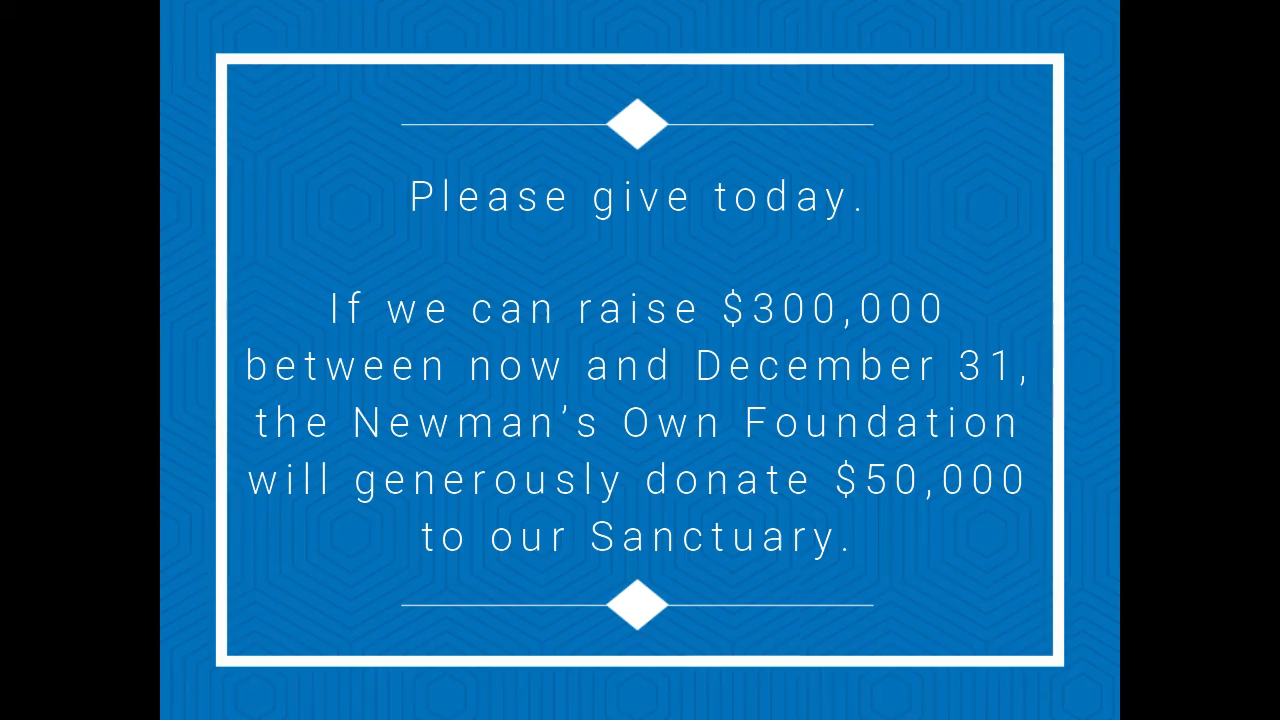 Please give today.
If we can raise $300,000
between now and December 31,
the Newman’s Own Foundation
will generously donate $50,000
to our Sanctuary.